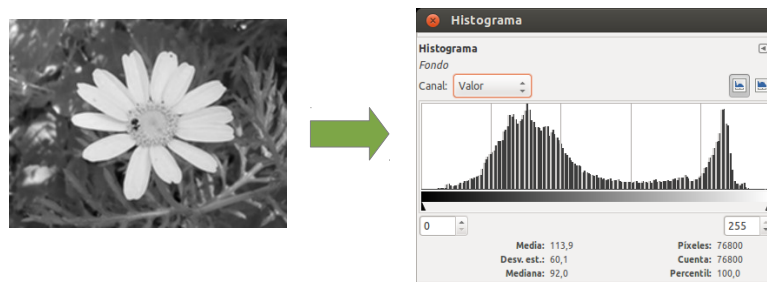 Histograma
Histograma
Fondo
Canal: Valor
0 255
Media: 113,9 Píxeles: 76800
Desv. est.: 60,1 Cuenta: 76800
Mediana: 92,0 Percentil: 100,0